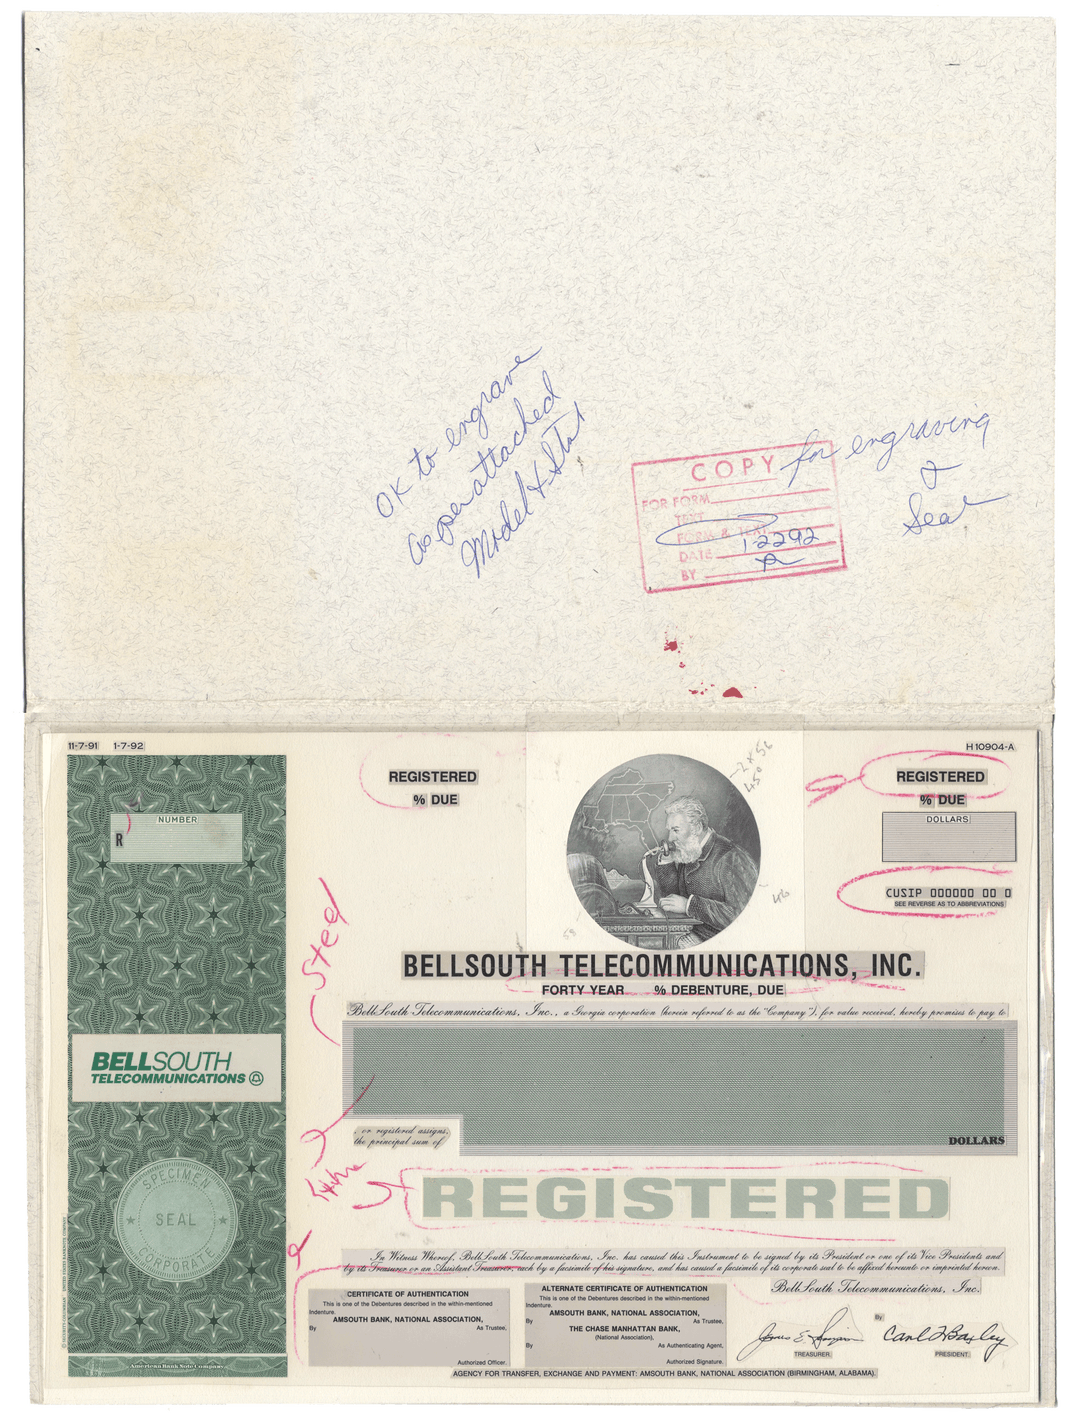 OK to engrave
as per attached
Model & Stat
COPY for engraving
&
Seal
FOR FORM
TEXT
FORM & TEXT
DATE 12292
BY
11-7-91 1-7-92
H 10904-A
REGISTERED
% DUE
REGISTERED
% DUE
NUMBER
R
DOLLARS
CUSIP 000000 00 0
SEE REVERSE AS TO ABBREVIATIONS
-2 x 56
450
46
55
Steel
BELLSOUTH TELECOMMUNICATIONS, INC.
FORTY YEAR % DEBENTURE, DUE
BellSouth Telecommunications, Inc., a Georgia corporation (herein referred to as the "Company"), for value received, hereby promises to pay to
BELLSOUTH
TELECOMMUNICATIONS
, or registered assigns,
the principal sum of
DOLLARS
REGISTERED
SPECIMEN
SEAL
CORPORATE
In Witness Whereof, BellSouth Telecommunications, Inc. has caused this Instrument to be signed by its President or one of its Vice Presidents and
by its Treasurer or an Assistant Treasurer, each by a facsimile of his signature, and has caused a facsimile of its corporate seal to be affixed hereunto or imprinted hereon.
BellSouth Telecommunications, Inc.
CERTIFICATE OF AUTHENTICATION
This is one of the Debentures described in the within-mentioned
Indenture.
AMSOUTH BANK, NATIONAL ASSOCIATION,
By As Trustee,
Authorized Officer.
ALTERNATE CERTIFICATE OF AUTHENTICATION
This is one of the Debentures described in the within-mentioned
Indenture.
AMSOUTH BANK, NATIONAL ASSOCIATION,
By As Trustee,
THE CHASE MANHATTAN BANK,
(National Association),
By As Authenticating Agent,
Authorized Signature.
By
TREASURER.
PRESIDENT.
American Bank Note Company.
AGENCY FOR TRANSFER, EXCHANGE AND PAYMENT: AMSOUTH BANK, NATIONAL ASSOCIATION (BIRMINGHAM, ALABAMA).